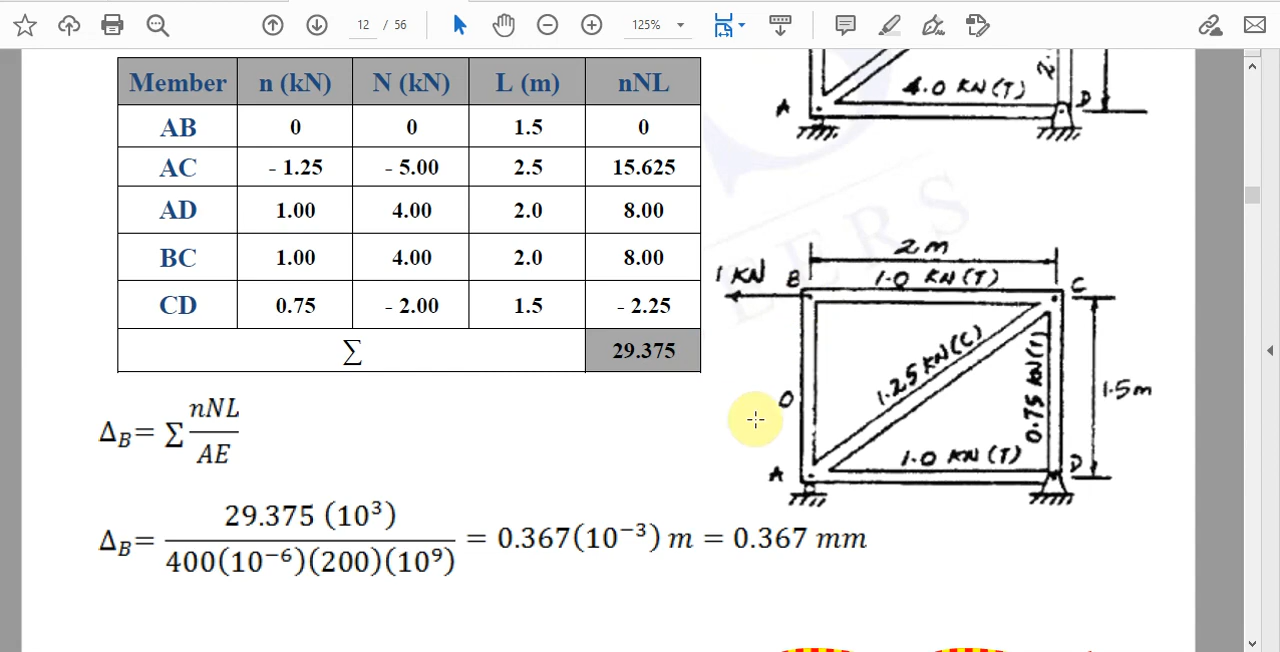 12 / 56
125%
Member n (kN) N (kN) L (m) nNL
AB 0 0 1.5 0
AC - 1.25 - 5.00 2.5 15.625
AD 1.00 4.00 2.0 8.00
BC 1.00 4.00 2.0 8.00
CD 0.75 - 2.00 1.5 - 2.25
∑ 29.375
4.0 KN (T)
2.
A D
EERS
2 m
1 KN B 1.0 KN (T) C
1.25 KN (C)
0
0.75 KN (T)
1.5 m
1.0 KN (T)
A D
Δ_B= ∑ nNL/AE
Δ_B= 29.375 (10³) / 400(10⁻⁶)(200)(10⁹) = 0.367(10⁻³) m = 0.367 mm